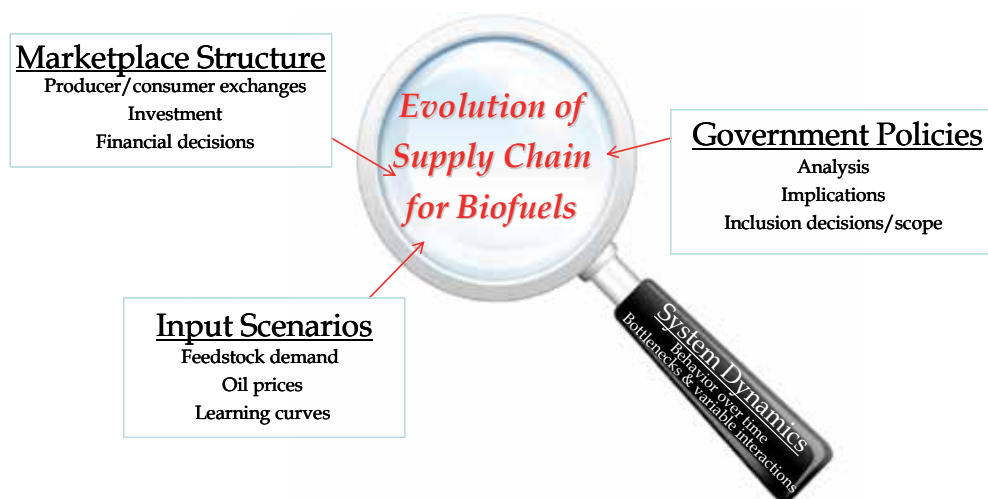 Marketplace Structure
Producer/consumer exchanges
Investment
Financial decisions
Evolution of
Supply Chain
for Biofuels
Government Policies
Analysis
Implications
Inclusion decisions/scope
Input Scenarios
Feedstock demand
Oil prices
Learning curves
System Dynamics
Behavior over time
Bottlenecks & variable interactions